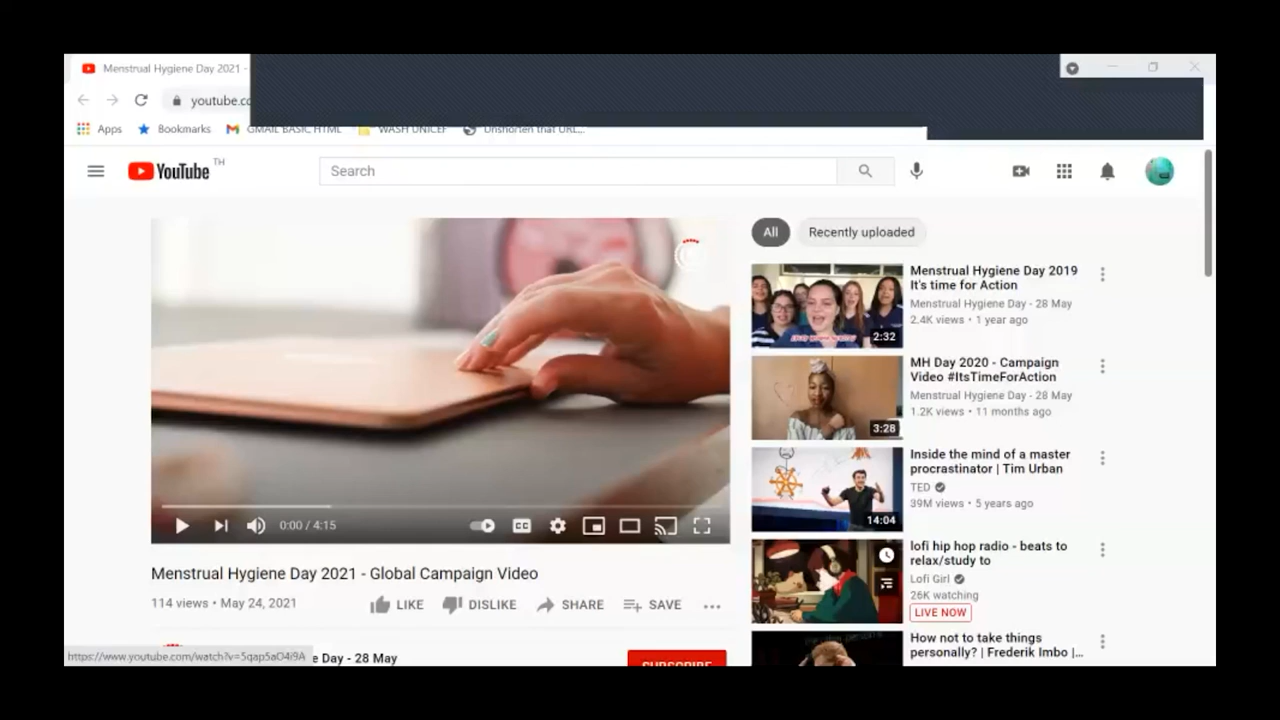 Menstrual Hygiene Day 2021 -
youtube.co
Apps Bookmarks GMAIL BASIC HTML WASH UNICEF Unshorten that URL...
YouTube TH
Search
All Recently uploaded
Menstrual Hygiene Day 2019
It's time for Action
Menstrual Hygiene Day - 28 May
2.4K views • 1 year ago
2:32
MH Day 2020 - Campaign
Video #ItsTimeForAction
Menstrual Hygiene Day - 28 May
1.2K views • 11 months ago
3:28
Inside the mind of a master
procrastinator | Tim Urban
TED
39M views • 5 years ago
14:04
lofi hip hop radio - beats to
relax/study to
Lofi Girl
26K watching
LIVE NOW
How not to take things
personally? | Frederik Imbo |...
0:00 / 4:15
CC
Menstrual Hygiene Day 2021 - Global Campaign Video
114 views • May 24, 2021
LIKE DISLIKE SHARE SAVE
https://www.youtube.com/watch?v=5qap5aO4i9A
e Day - 28 May
SUBSCRIBE